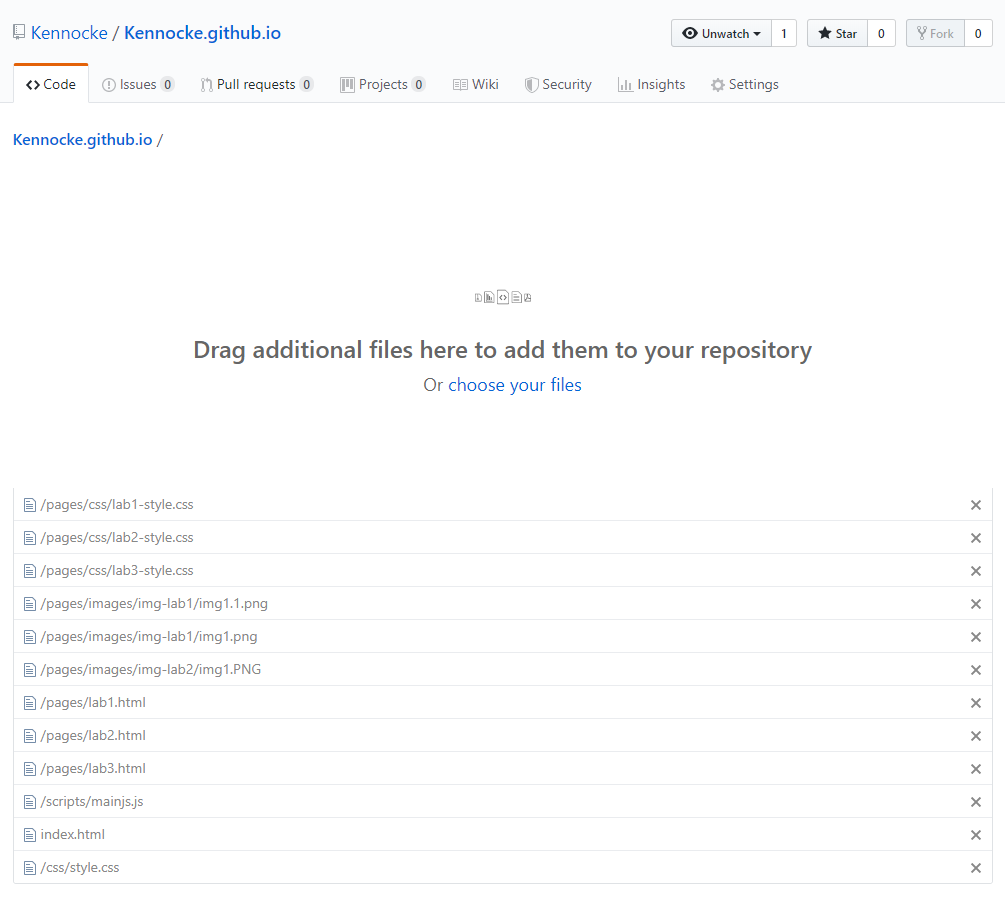 Kennocke / Kennocke.github.io Unwatch 1 Star 0 Fork 0
Code Issues 0 Pull requests 0 Projects 0 Wiki Security Insights Settings
Kennocke.github.io /
Drag additional files here to add them to your repository
Or choose your files
/pages/css/lab1-style.css
/pages/css/lab2-style.css
/pages/css/lab3-style.css
/pages/images/img-lab1/img1.1.png
/pages/images/img-lab1/img1.png
/pages/images/img-lab2/img1.PNG
/pages/lab1.html
/pages/lab2.html
/pages/lab3.html
/scripts/mainjs.js
index.html
/css/style.css